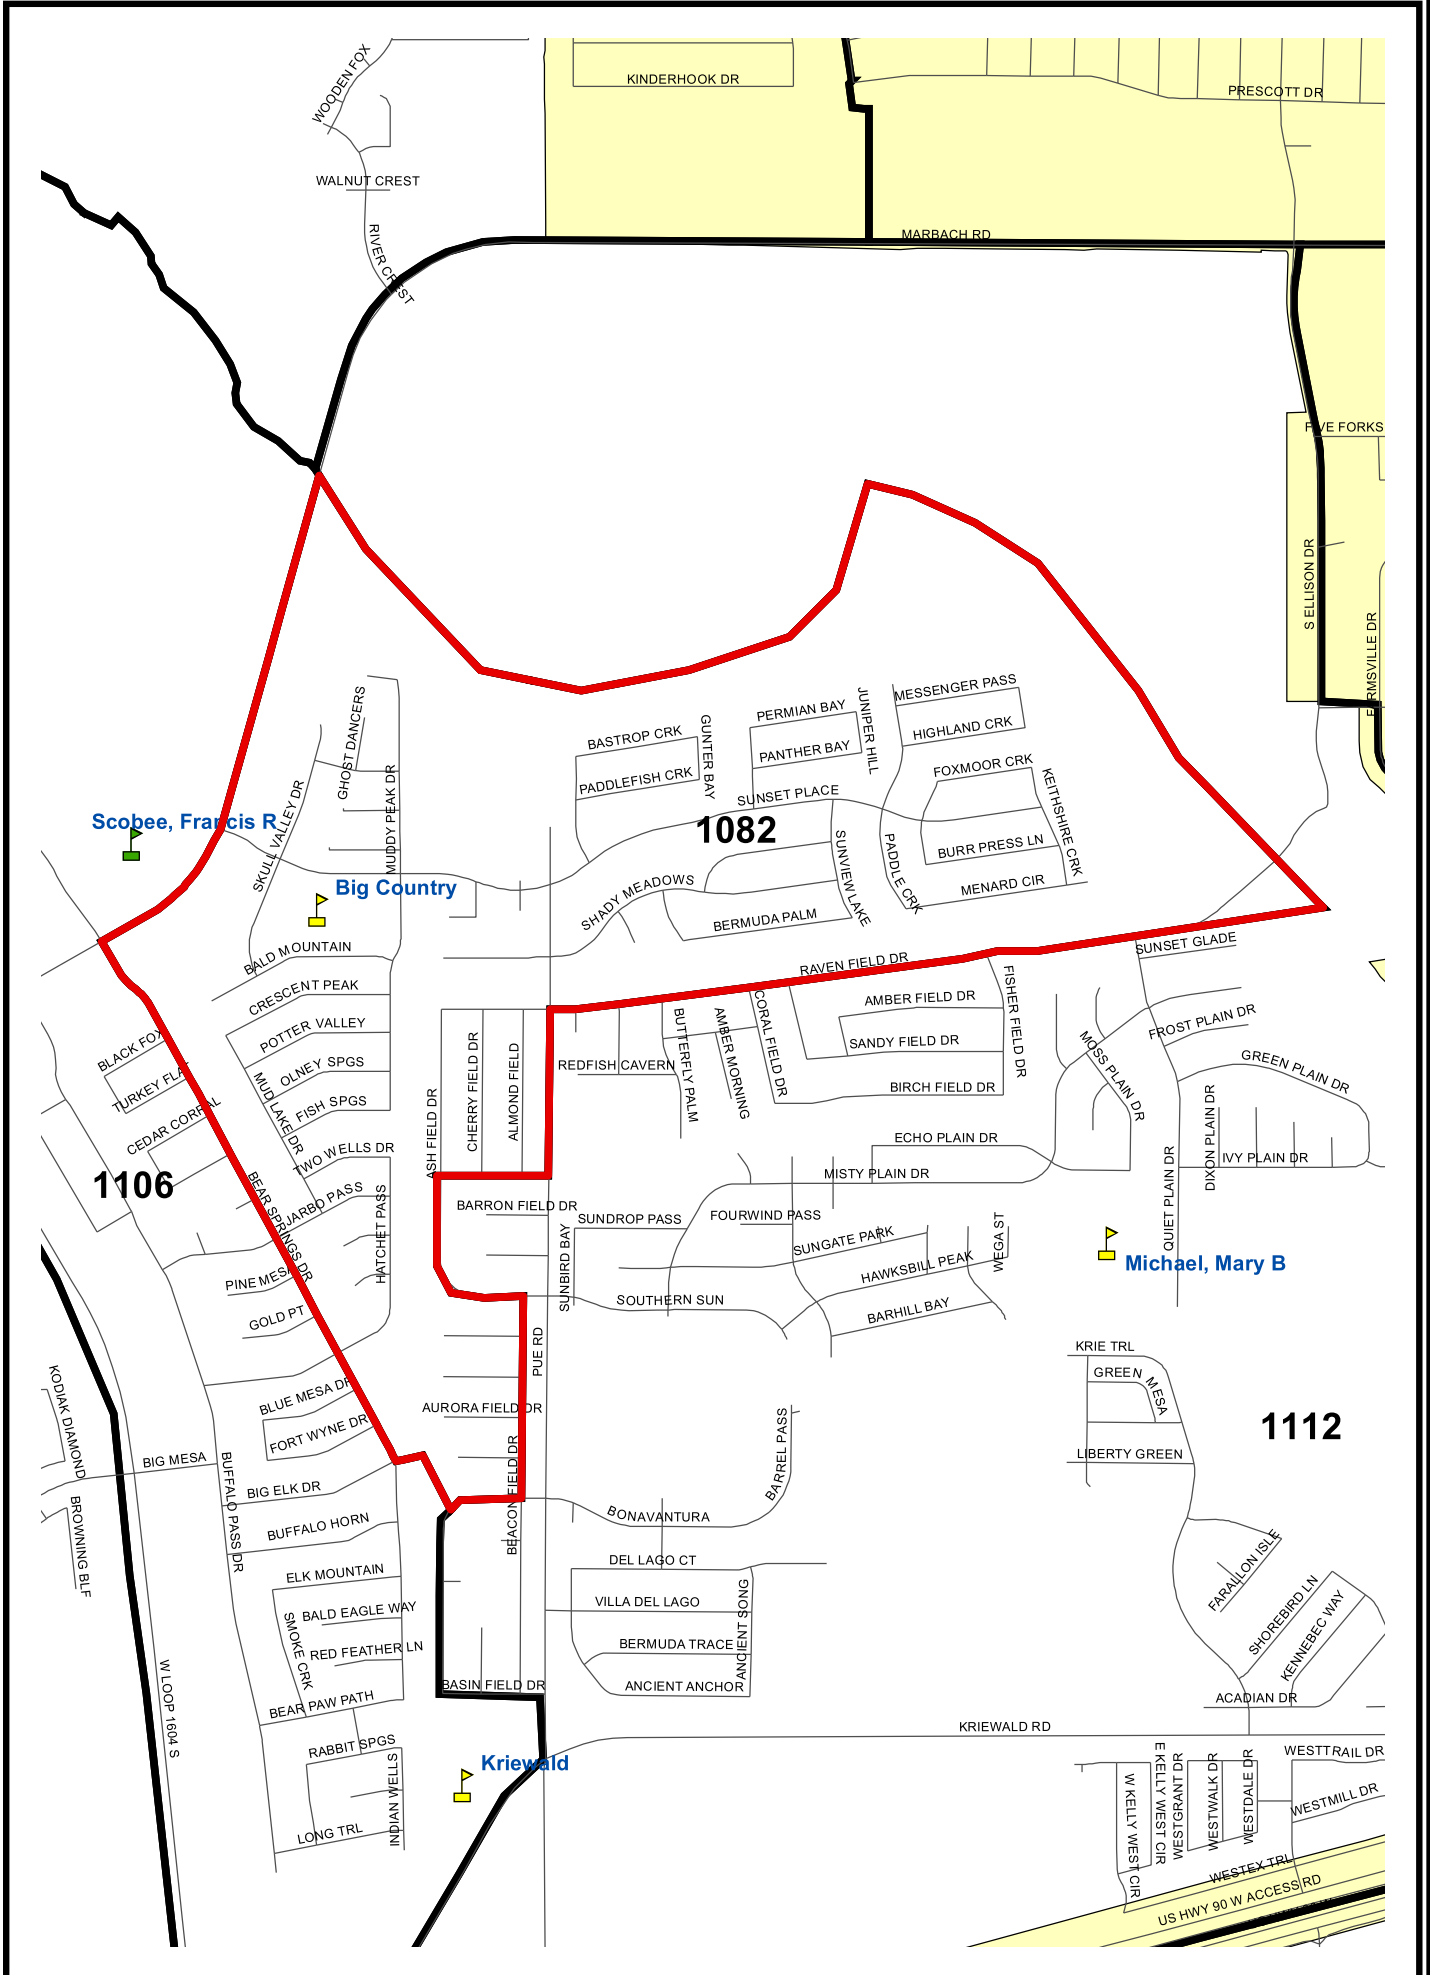 WOODEN FOX
KINDERHOOK DR
PRESCOTT DR
WALNUT CREST
RIVER CREST
MARBACH RD
FIVE FORKS
S ELLISON DR
FARMSVILLE DR
GHOST DANCERS
SKULL VALLEY DR
MUDDY PEAK DR
BASTROP CRK
PADDLEFISH CRK
GUNTER BAY
PERMIAN BAY
PANTHER BAY
JUNIPER HILL
MESSENGER PASS
HIGHLAND CRK
FOXMOOR CRK
KEITHSHIRE CRK
SUNSET PLACE
1082
Scobee, Francis R
Big Country
SUNVIEW LAKE
PADDLE CRK
BURR PRESS LN
MENARD CIR
SHADY MEADOWS
BERMUDA PALM
BALD MOUNTAIN
CRESCENT PEAK
POTTER VALLEY
OLNEY SPGS
FISH SPGS
MUD LAKE DR
TWO WELLS DR
JARBO PASS
HATCHET PASS
RAVEN FIELD DR
SUNSET GLADE
BLACK FOX
TURKEY FLAT
CEDAR CORRAL
1106
BEAR SPRINGS DR
PINE MESA
GOLD PT
BLUE MESA DR
FORT WYNE DR
ASH FIELD DR
CHERRY FIELD DR
ALMOND FIELD
REDFISH CAVERN
BUTTERFLY PALM
AMBER MORNING
CORAL FIELD DR
AMBER FIELD DR
SANDY FIELD DR
BIRCH FIELD DR
FISHER FIELD DR
MOSS PLAIN DR
FROST PLAIN DR
GREEN PLAIN DR
DIXON PLAIN DR
IVY PLAIN DR
QUIET PLAIN DR
ECHO PLAIN DR
MISTY PLAIN DR
BARRON FIELD DR
SUNBIRD BAY
SUNDROP PASS
FOURWIND PASS
SUNGATE PARK
HAWKSBILL PEAK
WEGA ST
BARHILL BAY
SOUTHERN SUN
Michael, Mary B
PUE RD
KRIE TRL
GREEN MESA
LIBERTY GREEN
1112
AURORA FIELD DR
BEACON FIELD DR
BARREL PASS
BONAVANTURA
KODIAK DIAMOND
BIG MESA
BROWNING BLF
BUFFALO PASS DR
BIG ELK DR
BUFFALO HORN
ELK MOUNTAIN
BALD EAGLE WAY
SMOKE CRK
RED FEATHER LN
BEAR PAW PATH
W LOOP 1604 S
RABBIT SPGS
INDIAN WELLS
LONG TRL
DEL LAGO CT
VILLA DEL LAGO
BERMUDA TRACE
ANCIENT SONG
ANCIENT ANCHOR
BASIN FIELD DR
Kriewald
FARALLON ISLE
SHOREBIRD LN
KENNEBEC WAY
ACADIAN DR
KRIEWALD RD
W KELLY WEST CIR
E KELLY WEST CIR
WESTGRANT DR
WESTWALK DR
WESTDALE DR
WESTTRAIL DR
WESTMILL DR
WESTEX TRL
US HWY 90 W ACCESS RD